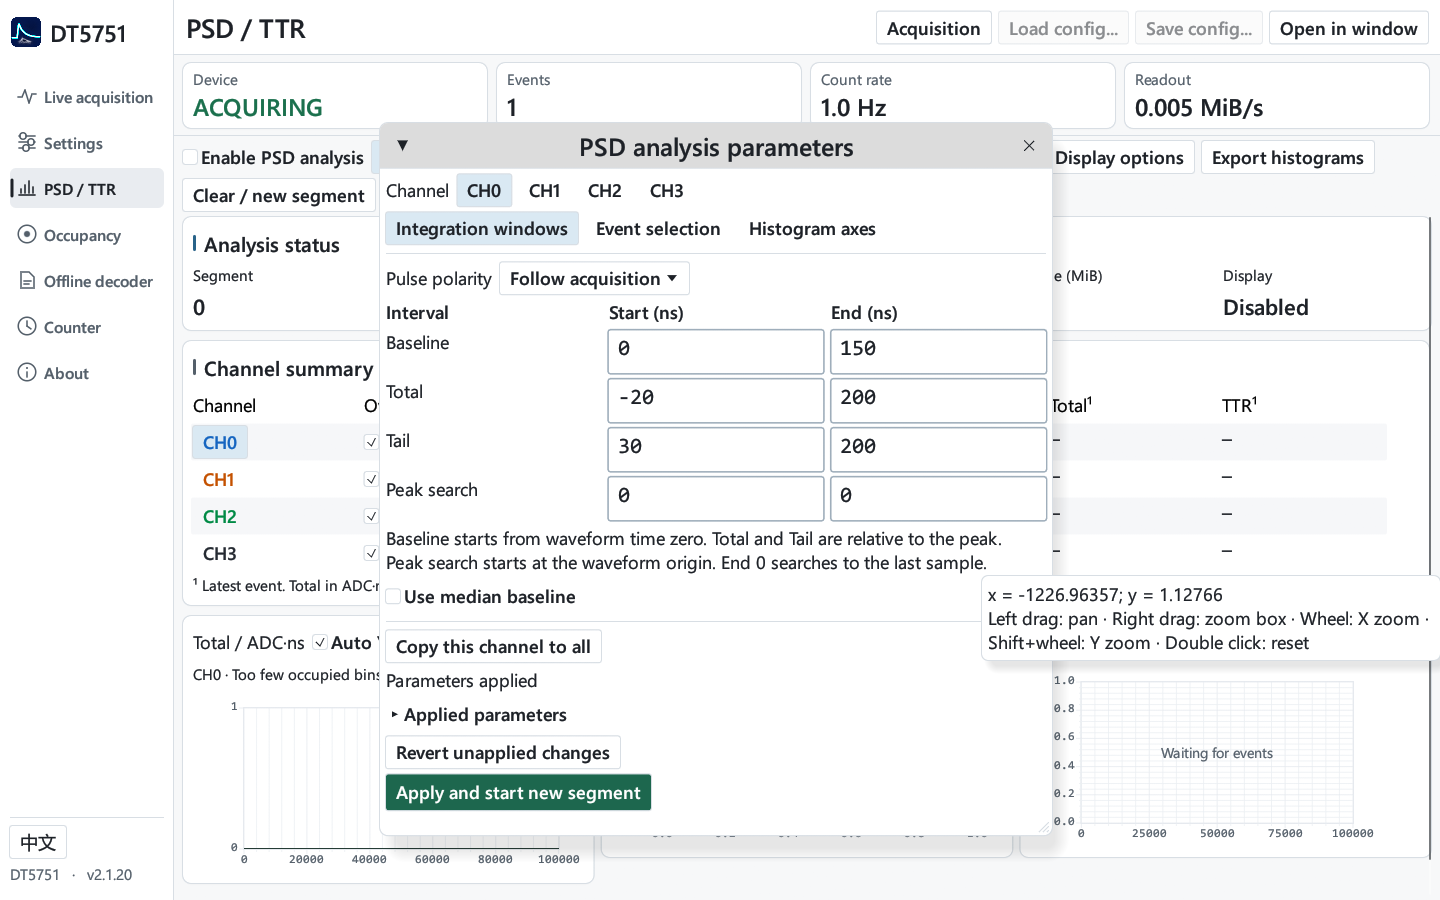 DT5751
PSD / TTR
Acquisition
Load config...
Save config...
Open in window
Live acquisition
Settings
PSD / TTR
Occupancy
Offline decoder
Counter
About
中文
DT5751 · v2.1.20
Device
ACQUIRING
Events
1
Count rate
1.0 Hz
Readout
0.005 MiB/s
Enable PSD analysis
Display options
Export histograms
Clear / new segment
Analysis status
Segment
0
e (MiB)
Display
Disabled
Channel summary
Channel
Total¹
TTR¹
CH0
– –
CH1
– –
CH2
– –
CH3
– –
¹ Latest event. Total in ADC·n
Total / ADC·ns
Auto
CH0 · Too few occupied bins
1
0
0 20000 40000 60000 80000 100000
PSD analysis parameters
Channel CH0 CH1 CH2 CH3
Integration windows Event selection Histogram axes
Pulse polarity Follow acquisition
Interval Start (ns) End (ns)
Baseline 0 150
Total -20 200
Tail 30 200
Peak search 0 0
Baseline starts from waveform time zero. Total and Tail are relative to the peak.
Peak search starts at the waveform origin. End 0 searches to the last sample.
Use median baseline
Copy this channel to all
Parameters applied
Applied parameters
Revert unapplied changes
Apply and start new segment
x = -1226.96357; y = 1.12766
Left drag: pan · Right drag: zoom box · Wheel: X zoom ·
Shift+wheel: Y zoom · Double click: reset
1.0
0.8
0.6
0.4
0.2
0.0
Waiting for events
0 25000 50000 75000 100000